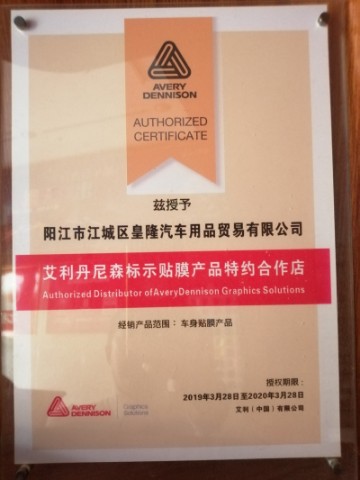 AVERY
DENNISON
AUTHORIZED
CERTIFICATE
兹授予
阳江市江城区皇隆汽车用品贸易有限公司
艾利丹尼森标示贴膜产品特约合作店
Authorized Distributor of AveryDennison Graphics Solutions
经销产品范围：车身贴膜产品
授权期限：
2019年3月28日至2020年3月28日
艾利（中国）有限公司
AVERY
DENNISON
Graphics
Solutions